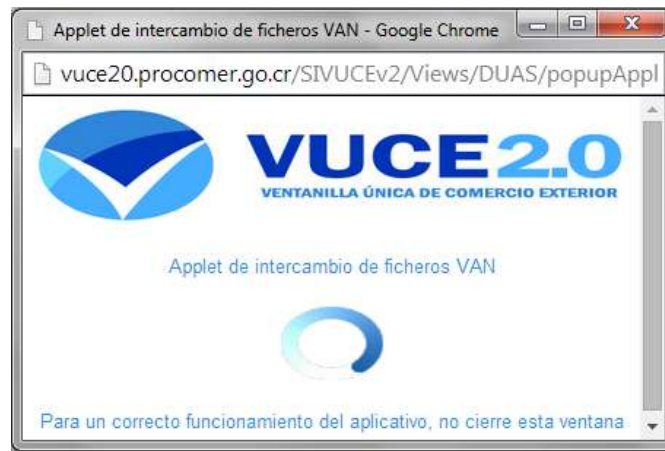 Applet de intercambio de ficheros VAN - Google Chrome
vuce20.procomer.go.cr/SIVUCEv2/Views/DUAS/popupAppl
VUCE2.0
VENTANILLA ÚNICA DE COMERCIO EXTERIOR
Applet de intercambio de ficheros VAN
Para un correcto funcionamiento del aplicativo, no cierre esta ventana